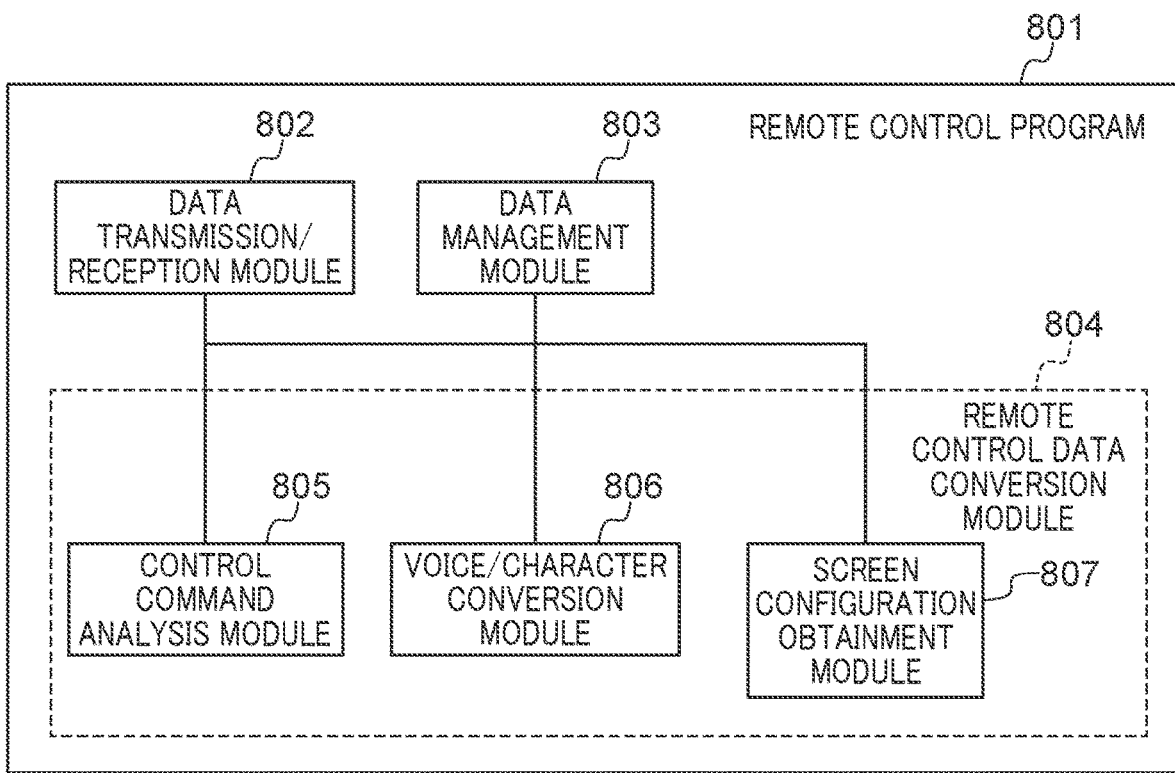 801
REMOTE CONTROL PROGRAM
802
DATA
TRANSMISSION/
RECEPTION MODULE
803
DATA
MANAGEMENT
MODULE
804
REMOTE
CONTROL DATA
CONVERSION
MODULE
805
CONTROL
COMMAND
ANALYSIS MODULE
806
VOICE/CHARACTER
CONVERSION
MODULE
SCREEN
CONFIGURATION
OBTAINMENT
MODULE
807